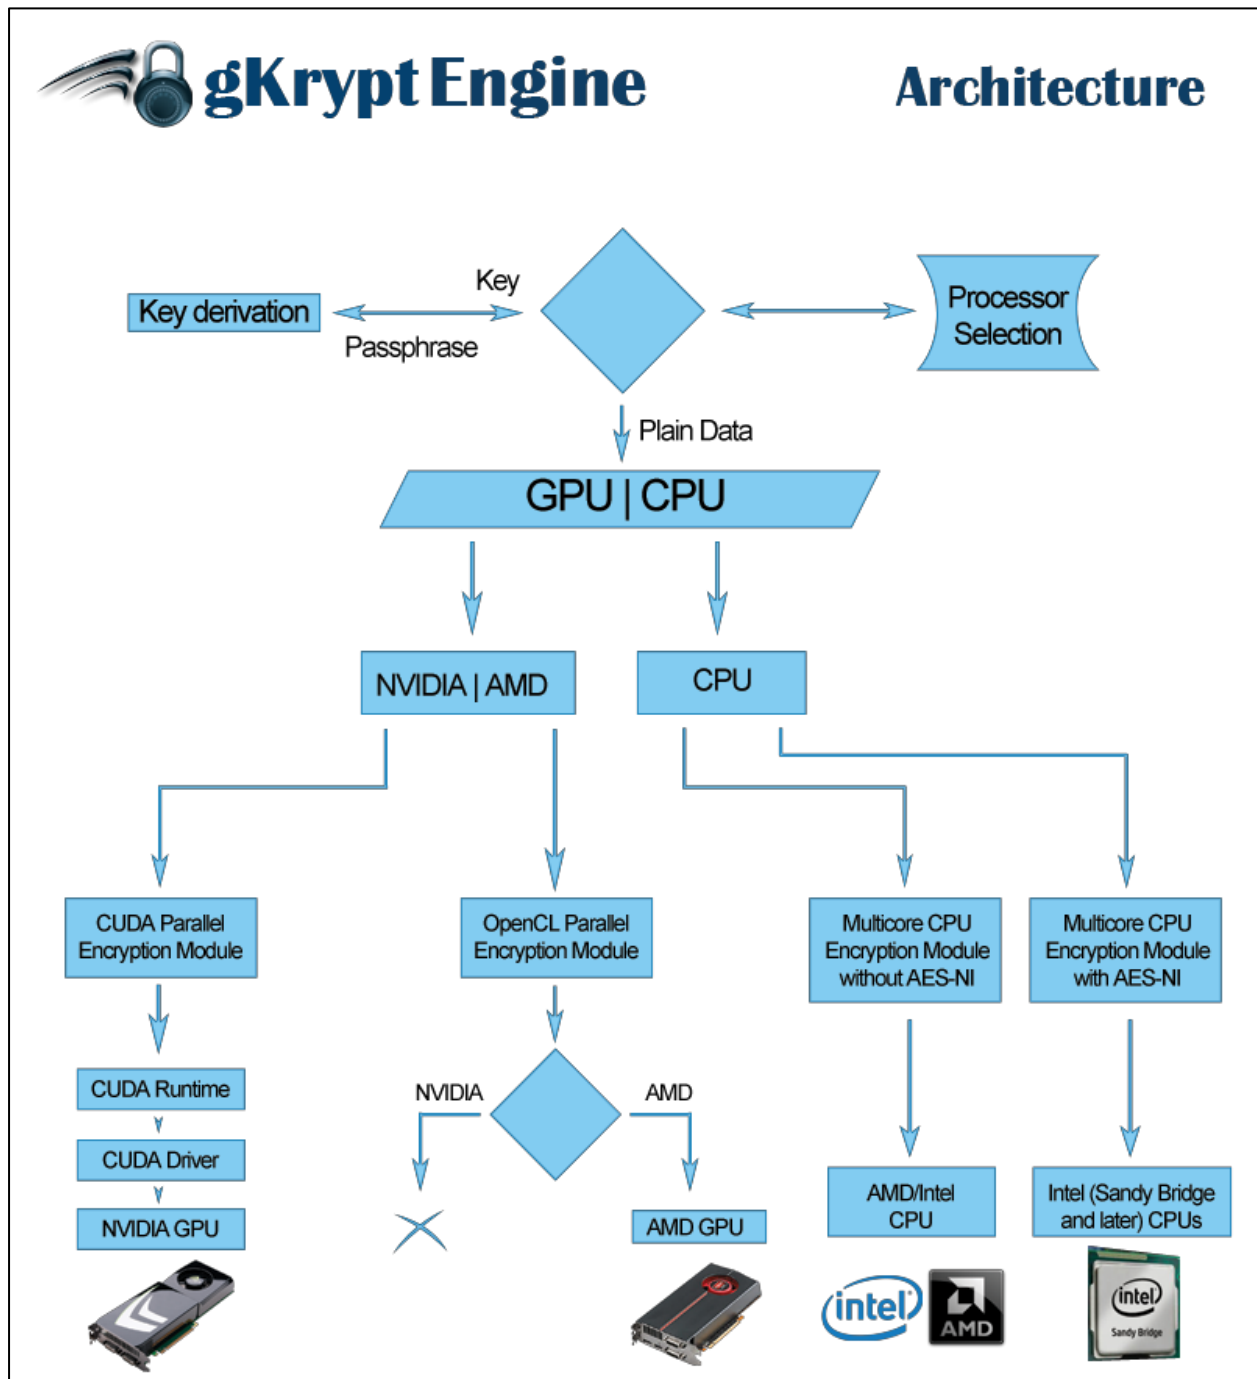 gKrypt Engine
Architecture
Key
Key derivation
Passphrase
Processor
Selection
Plain Data
GPU | CPU
NVIDIA | AMD
CPU
CUDA Parallel
Encryption Module
OpenCL Parallel
Encryption Module
Multicore CPU
Encryption Module
without AES-NI
Multicore CPU
Encryption Module
with AES-NI
CUDA Runtime
NVIDIA
AMD
CUDA Driver
NVIDIA GPU
AMD GPU
AMD/Intel
CPU
Intel (Sandy Bridge
and later) CPUs
intel
AMD
intel
Sandy Bridge